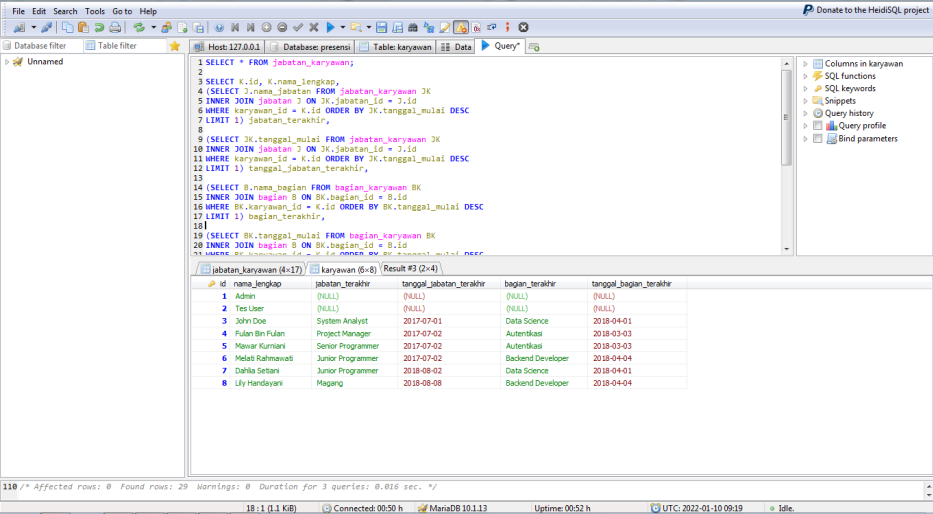 File Edit Search Tools Go to Help
Donate to the HeidiSQL project
Database filter Table filter
Host: 127.0.0.1 Database: presensi Table: karyawan Data Query*
Unnamed
1 SELECT * FROM jabatan_karyawan;
2
3 SELECT K.id, K.nama_lengkap,
4 (SELECT J.nama_jabatan FROM jabatan_karyawan JK
5 INNER JOIN jabatan J ON JK.jabatan_id = J.id
6 WHERE karyawan_id = K.id ORDER BY JK.tanggal_mulai DESC
7 LIMIT 1) jabatan_terakhir,
8
9 (SELECT JK.tanggal_mulai FROM jabatan_karyawan JK
10 INNER JOIN jabatan J ON JK.jabatan_id = J.id
11 WHERE karyawan_id = K.id ORDER BY JK.tanggal_mulai DESC
12 LIMIT 1) tanggal_jabatan_terakhir,
13
14 (SELECT B.nama_bagian FROM bagian_karyawan BK
15 INNER JOIN bagian B ON BK.bagian_id = B.id
16 WHERE BK.karyawan_id = K.id ORDER BY BK.tanggal_mulai DESC
17 LIMIT 1) bagian_terakhir,
18
19 (SELECT BK.tanggal_mulai FROM bagian_karyawan BK
20 INNER JOIN bagian B ON BK.bagian_id = B.id
21 WHERE BK.karyawan_id = K.id ORDER BY BK.tanggal_mulai DESC
Columns in karyawan
SQL functions
SQL keywords
Snippets
Query history
Query profile
Bind parameters
jabatan_karyawan (4×17) karyawan (6×8) Result #3 (2×4)
id nama_lengkap jabatan_terakhir tanggal_jabatan_terakhir bagian_terakhir tanggal_bagian_terakhir
1 Admin (NULL) (NULL) (NULL) (NULL)
2 Tes User (NULL) (NULL) (NULL) (NULL)
3 John Doe System Analyst 2017-07-01 Data Science 2018-04-01
4 Fulan Bin Fulan Project Manager 2017-07-02 Autentikasi 2018-03-03
5 Mawar Kurniani Senior Programmer 2017-07-02 Autentikasi 2018-03-03
6 Melati Rahmawati Junior Programmer 2017-07-02 Backend Developer 2018-04-04
7 Dahlia Setiani Junior Programmer 2018-08-02 Data Science 2018-04-01
8 Lily Handayani Magang 2018-08-08 Backend Developer 2018-04-04
110 /* Affected rows: 0 Found rows: 29 Warnings: 0 Duration for 3 queries: 0.016 sec. */
18 : 1 (1.1 KiB) Connected: 00:50 h MariaDB 10.1.13 Uptime: 00:52 h UTC: 2022-01-10 09:19 Idle.